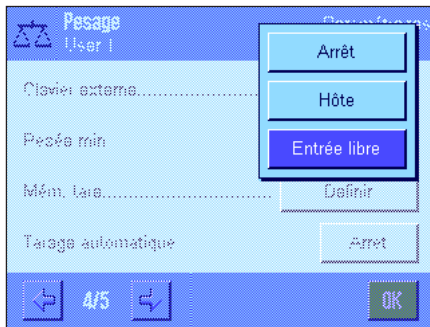 Pesage
User 1
Paramètres
Arrêt
Hôte
Entrée libre
Clavier externe
Pesée min
Mém. tare
Définir
Tarage automatique
Arrêt
4/5
OK